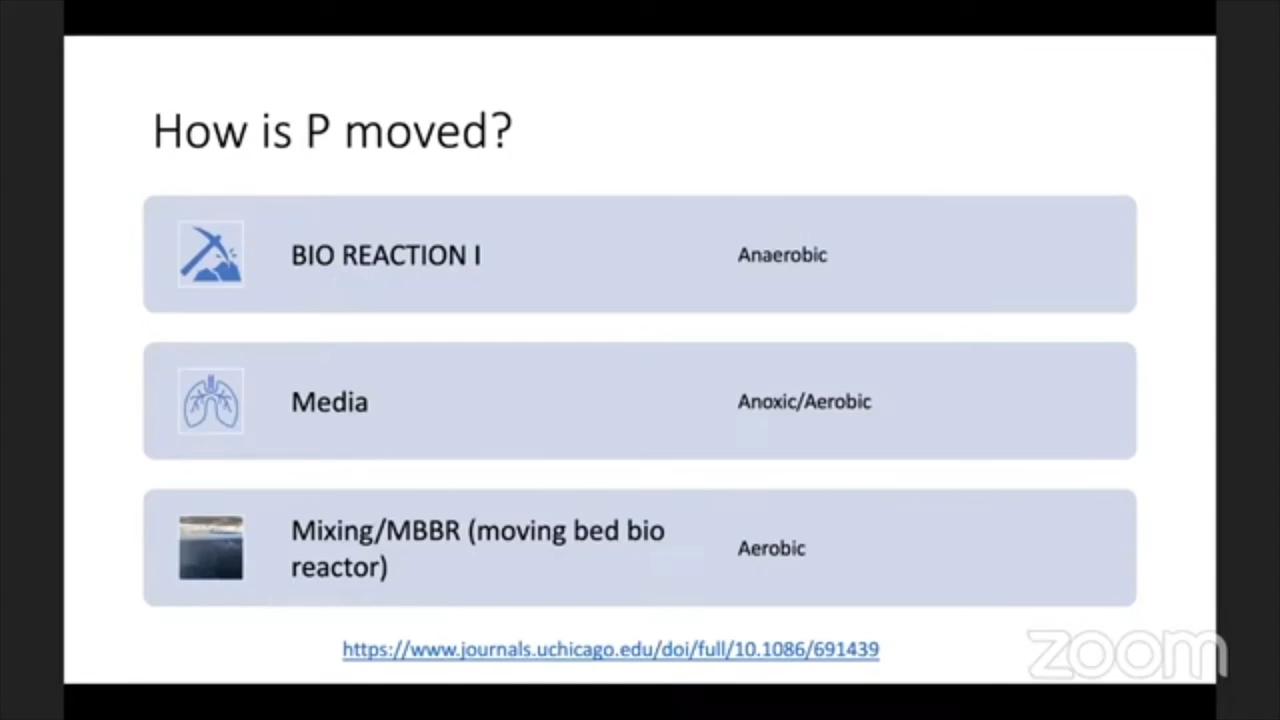 How is P moved?
BIO REACTION I
Anaerobic
Media
Anoxic/Aerobic
Mixing/MBBR (moving bed bio
reactor)
Aerobic
https://www.journals.uchicago.edu/doi/full/10.1086/691439
zoom